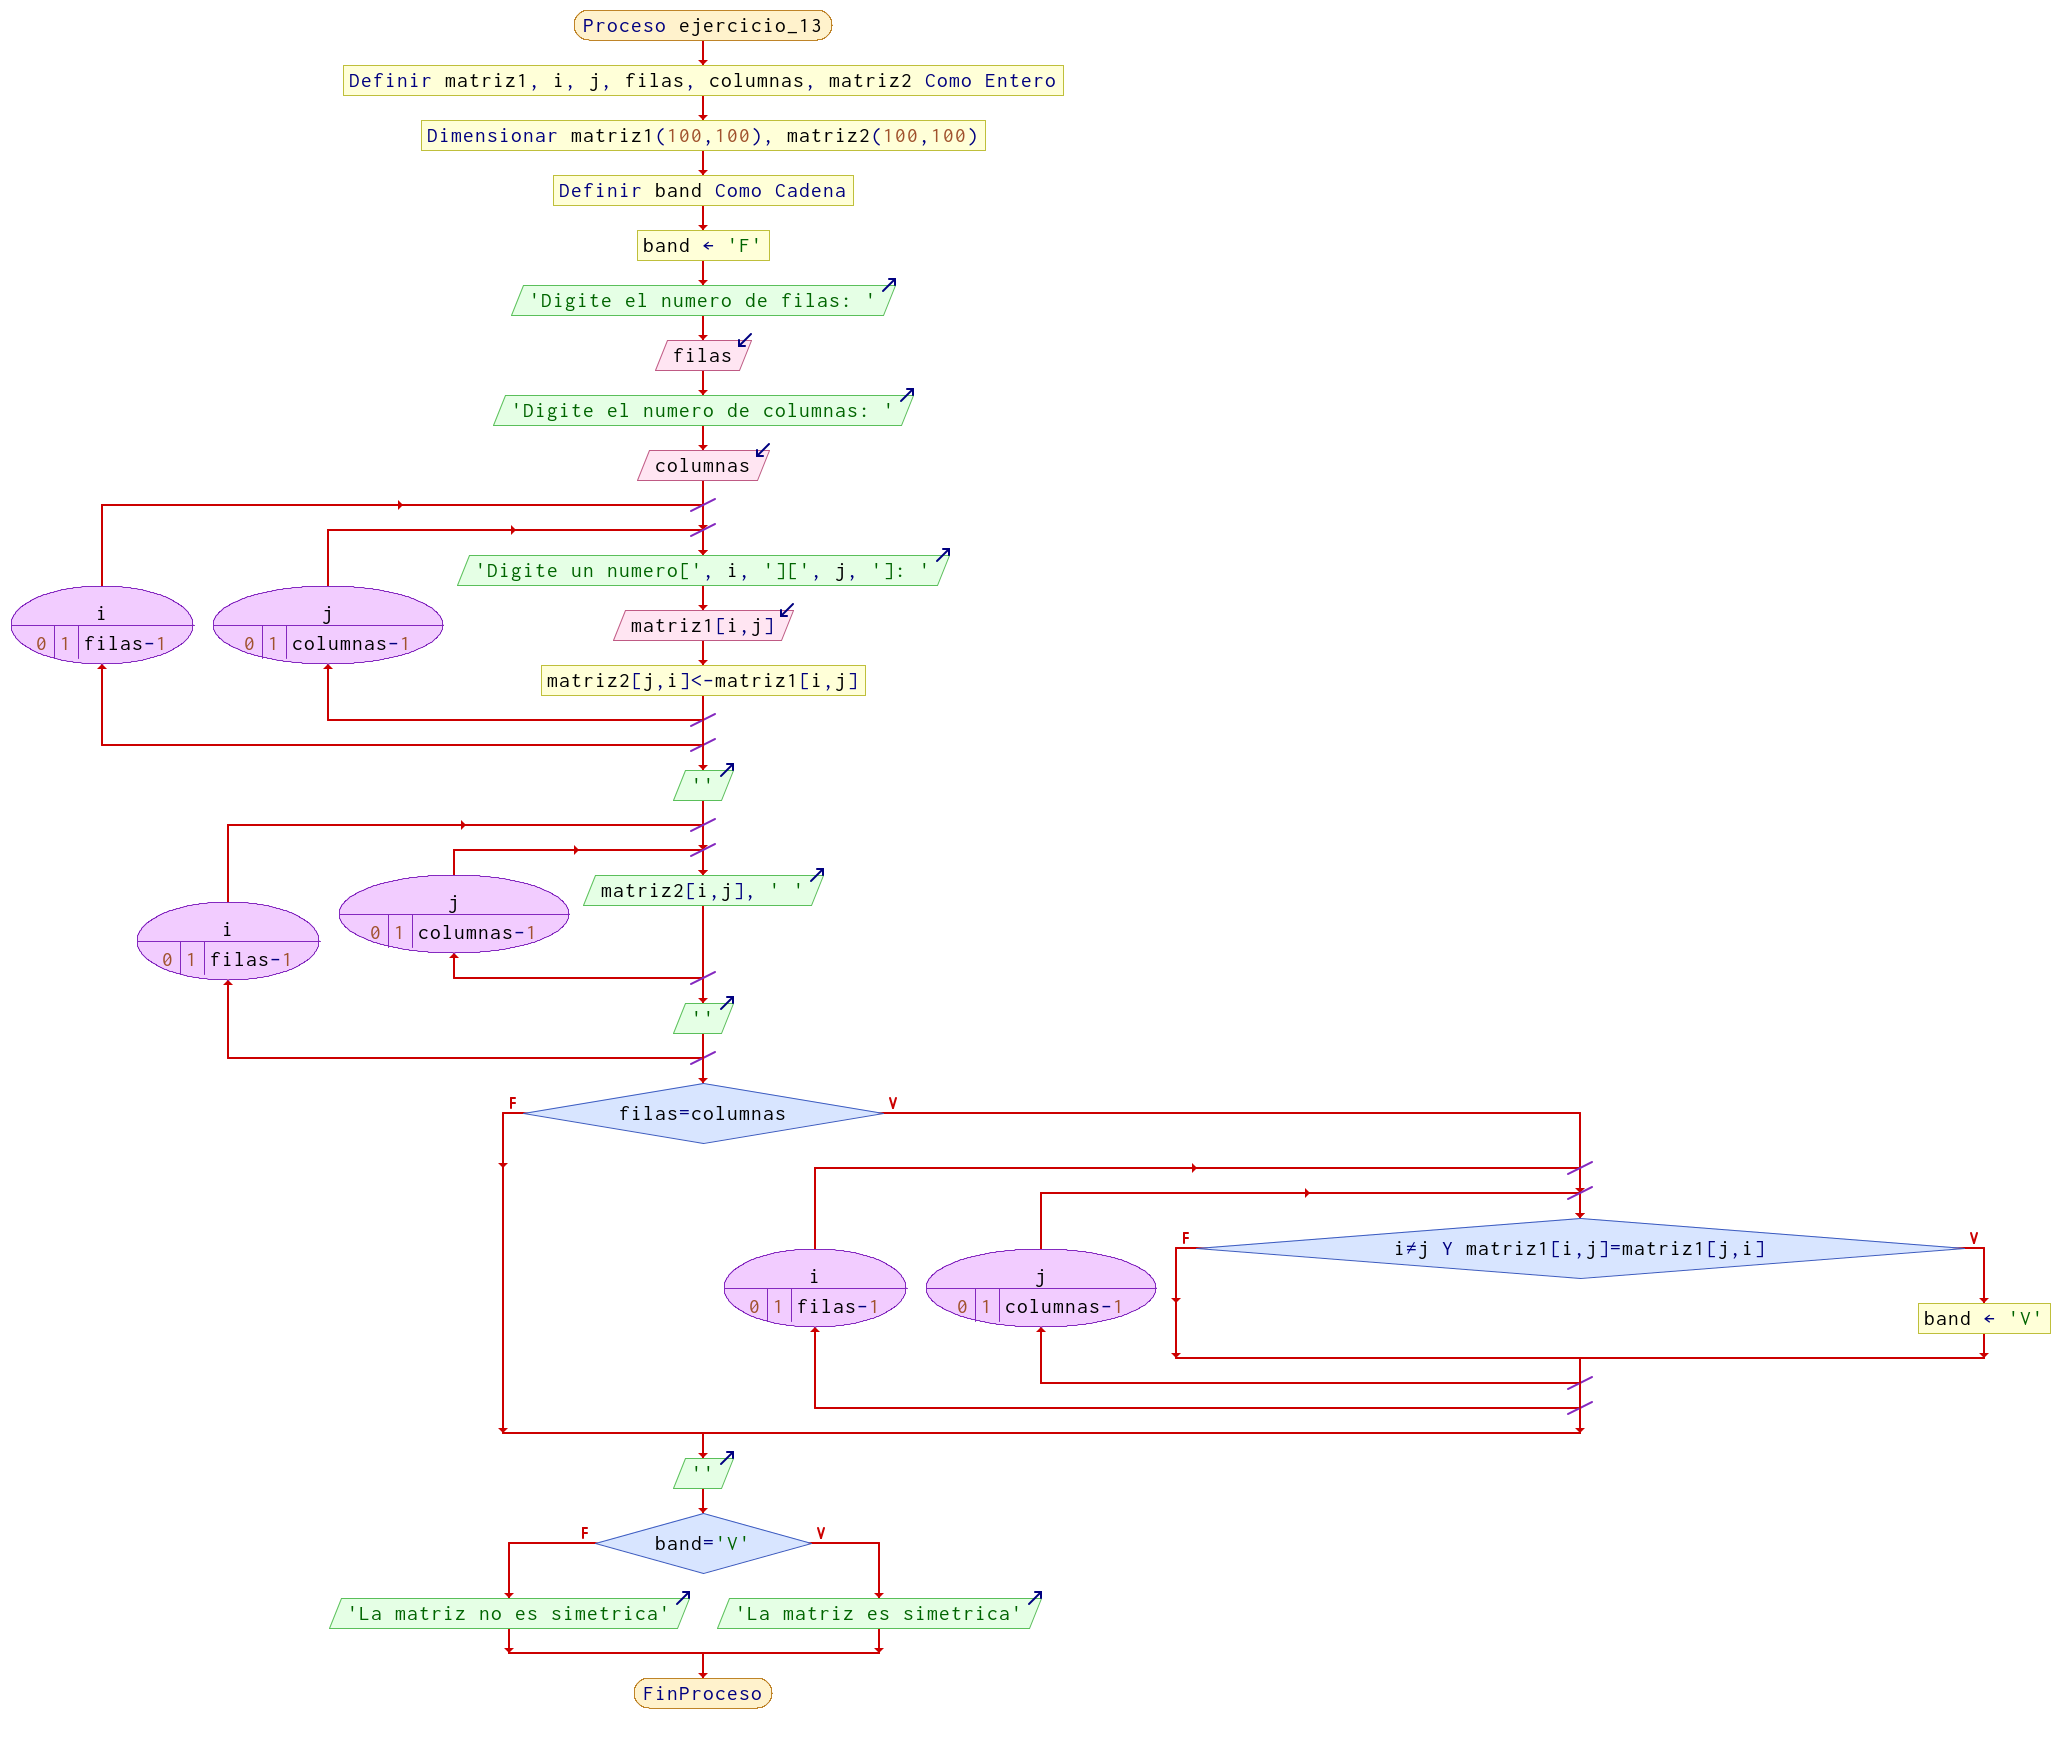 Proceso ejercicio_13
Definir matriz1, i, j, filas, columnas, matriz2 Como Entero
Dimensionar matriz1(100,100), matriz2(100,100)
Definir band Como Cadena
band ← 'F'
'Digite el numero de filas: '
filas
'Digite el numero de columnas: '
columnas
i
0 1 filas-1
j
0 1 columnas-1
'Digite un numero[', i, '][', j, ']: '
matriz1[i,j]
matriz2[j,i]<-matriz1[i,j]
''
i
0 1 filas-1
j
0 1 columnas-1
matriz2[i,j], ' '
''
F
filas=columnas
V
i
0 1 filas-1
j
0 1 columnas-1
F
i≠j Y matriz1[i,j]=matriz1[j,i]
V
band ← 'V'
''
F
band='V'
V
'La matriz no es simetrica'
'La matriz es simetrica'
FinProceso